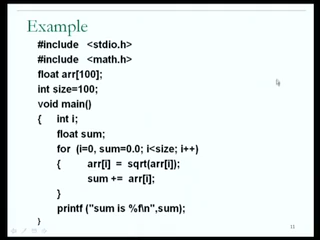 Example
#include <stdio.h>
#include <math.h>
float arr[100];
int size=100;
void main()
{ int i;
float sum;
for (i=0, sum=0.0; i<size; i++)
{ arr[i] = sqrt(arr[i]);
sum += arr[i];
}
printf ("sum is %f\n",sum);
}